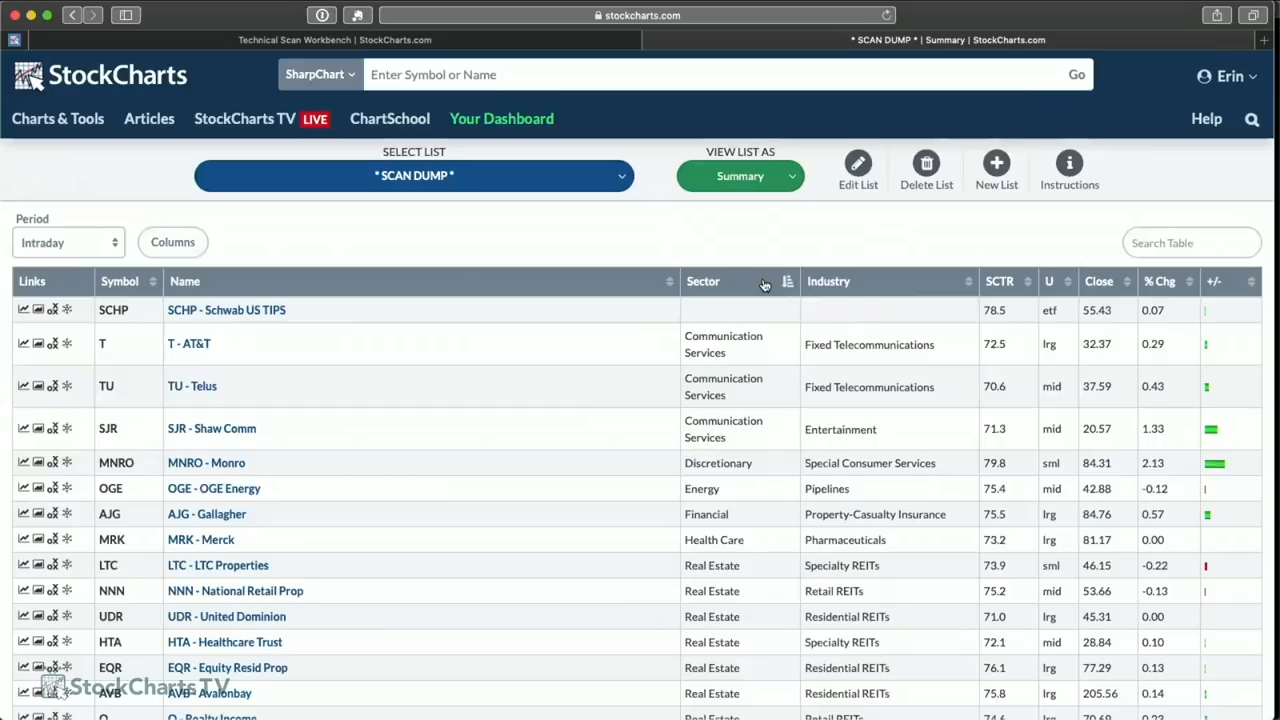 stockcharts.com
Technical Scan Workbench | StockCharts.com
* SCAN DUMP * | Summary | StockCharts.com
StockCharts
SharpChart
Enter Symbol or Name
Go
Erin
Charts & Tools Articles StockCharts TV LIVE ChartSchool Your Dashboard Help
SELECT LIST
* SCAN DUMP *
VIEW LIST AS
Summary
Edit List Delete List New List Instructions
Period
Intraday
Columns
Search Table
Links Symbol Name Sector Industry SCTR U Close % Chg +/-
SCHP SCHP - Schwab US TIPS 78.5 etf 55.43 0.07
T T - AT&T Communication Services Fixed Telecommunications 72.5 lrg 32.37 0.29
TU TU - Telus Communication Services Fixed Telecommunications 70.6 mid 37.59 0.43
SJR SJR - Shaw Comm Communication Services Entertainment 71.3 mid 20.57 1.33
MNRO MNRO - Monro Discretionary Special Consumer Services 79.8 sml 84.31 2.13
OGE OGE - OGE Energy Energy Pipelines 75.4 mid 42.88 -0.12
AJG AJG - Gallagher Financial Property-Casualty Insurance 75.5 lrg 84.76 0.57
MRK MRK - Merck Health Care Pharmaceuticals 73.2 lrg 81.17 0.00
LTC LTC - LTC Properties Real Estate Specialty REITs 73.9 sml 46.15 -0.22
NNN NNN - National Retail Prop Real Estate Retail REITs 75.2 mid 53.66 -0.13
UDR UDR - United Dominion Real Estate Residential REITs 71.0 lrg 45.31 0.00
HTA HTA - Healthcare Trust Real Estate Specialty REITs 72.1 mid 28.84 0.10
EQR EQR - Equity Resid Prop Real Estate Residential REITs 76.1 lrg 77.29 0.13
AVB AVB - Avalonbay Real Estate Residential REITs 75.8 lrg 205.56 0.14
StockChartsTV
O O - Realty Income Real Estate Retail REITs